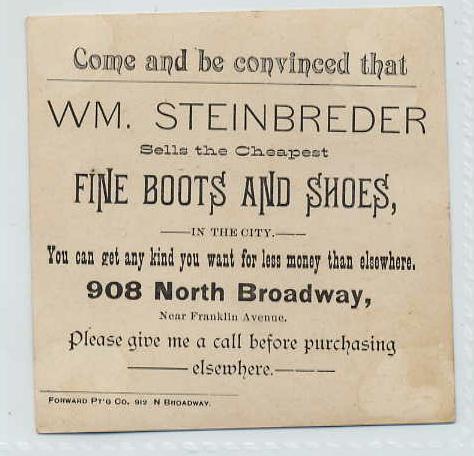 Come and be convinced that
WM. STEINBREDER
Sells the Cheapest
FINE BOOTS AND SHOES,
IN THE CITY.
You can get any kind you want for less money than elsewhere.
908 North Broadway,
Near Franklin Avenue.
Please give me a call before purchasing
elsewhere.
FORWARD PT'G CO. 912 N BROADWAY.